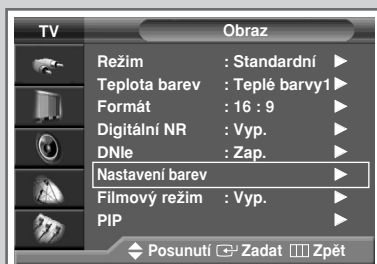 TV Obraz
Režim : Standardní
Teplota barev : Teplé barvy1
Formát : 16 : 9
Digitální NR : Vyp.
DNIe : Zap.
Nastavení barev
Filmový režim : Vyp.
PIP
Posunutí Zadat Zpět